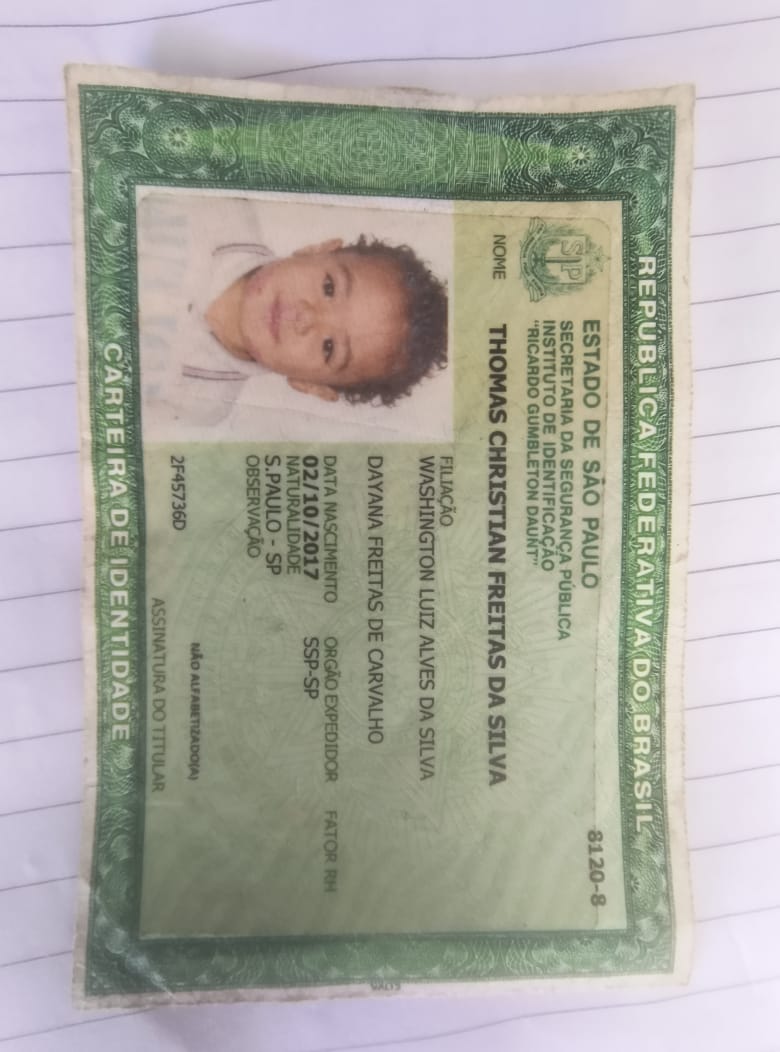 REPÚBLICA FEDERATIVA DO BRASIL
8120-8
ESTADO DE SÃO PAULO
SECRETARIA DA SEGURANÇA PÚBLICA
INSTITUTO DE IDENTIFICAÇÃO
"RICARDO GUMBLETON DAUNT"
NOME
THOMAS CHRISTIAN FREITAS DA SILVA
FILIAÇÃO
WASHINGTON LUIZ ALVES DA SILVA
DAYANA FREITAS DE CARVALHO
DATA NASCIMENTO ORGÃO EXPEDIDOR FATOR RH
02/10/2017 SSP-SP
NATURALIDADE
S.PAULO - SP
OBSERVAÇÃO
NÃO ALFABETIZADO(A)
2F45736D
ASSINATURA DO TITULAR
CARTEIRA DE IDENTIDADE